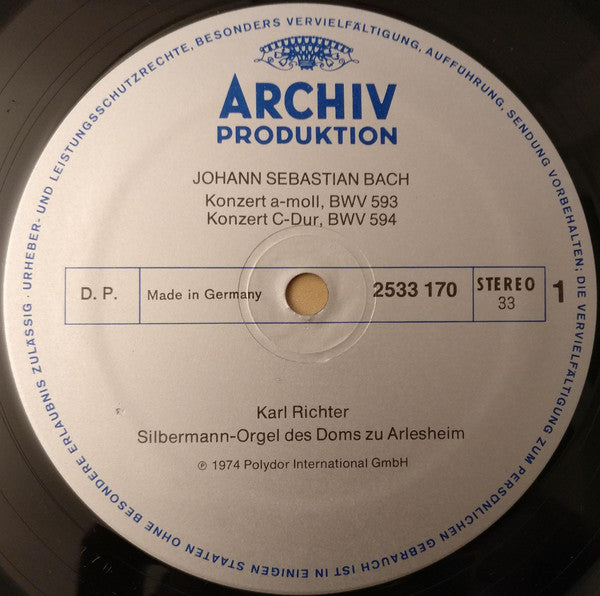 URHEBER- UND LEISTUNGSSCHUTZRECHTE, BESONDERS VERVIELFÄLTIGUNG, AUFFÜHRUNG, SENDUNG VORBEHALTEN; DIE VERVIELFÄLTIGUNG ZUM PERSÖNLICHEN GEBRAUCH IST IN EINIGEN STAATEN OHNE BESONDERE ERLAUBNIS ZULÄSSIG ·
ARCHIV
PRODUKTION
JOHANN SEBASTIAN BACH
Konzert a-moll, BWV 593
Konzert C-Dur, BWV 594
D. P. Made in Germany 2533 170 STEREO 33 1
Karl Richter
Silbermann-Orgel des Doms zu Arlesheim
℗ 1974 Polydor International GmbH